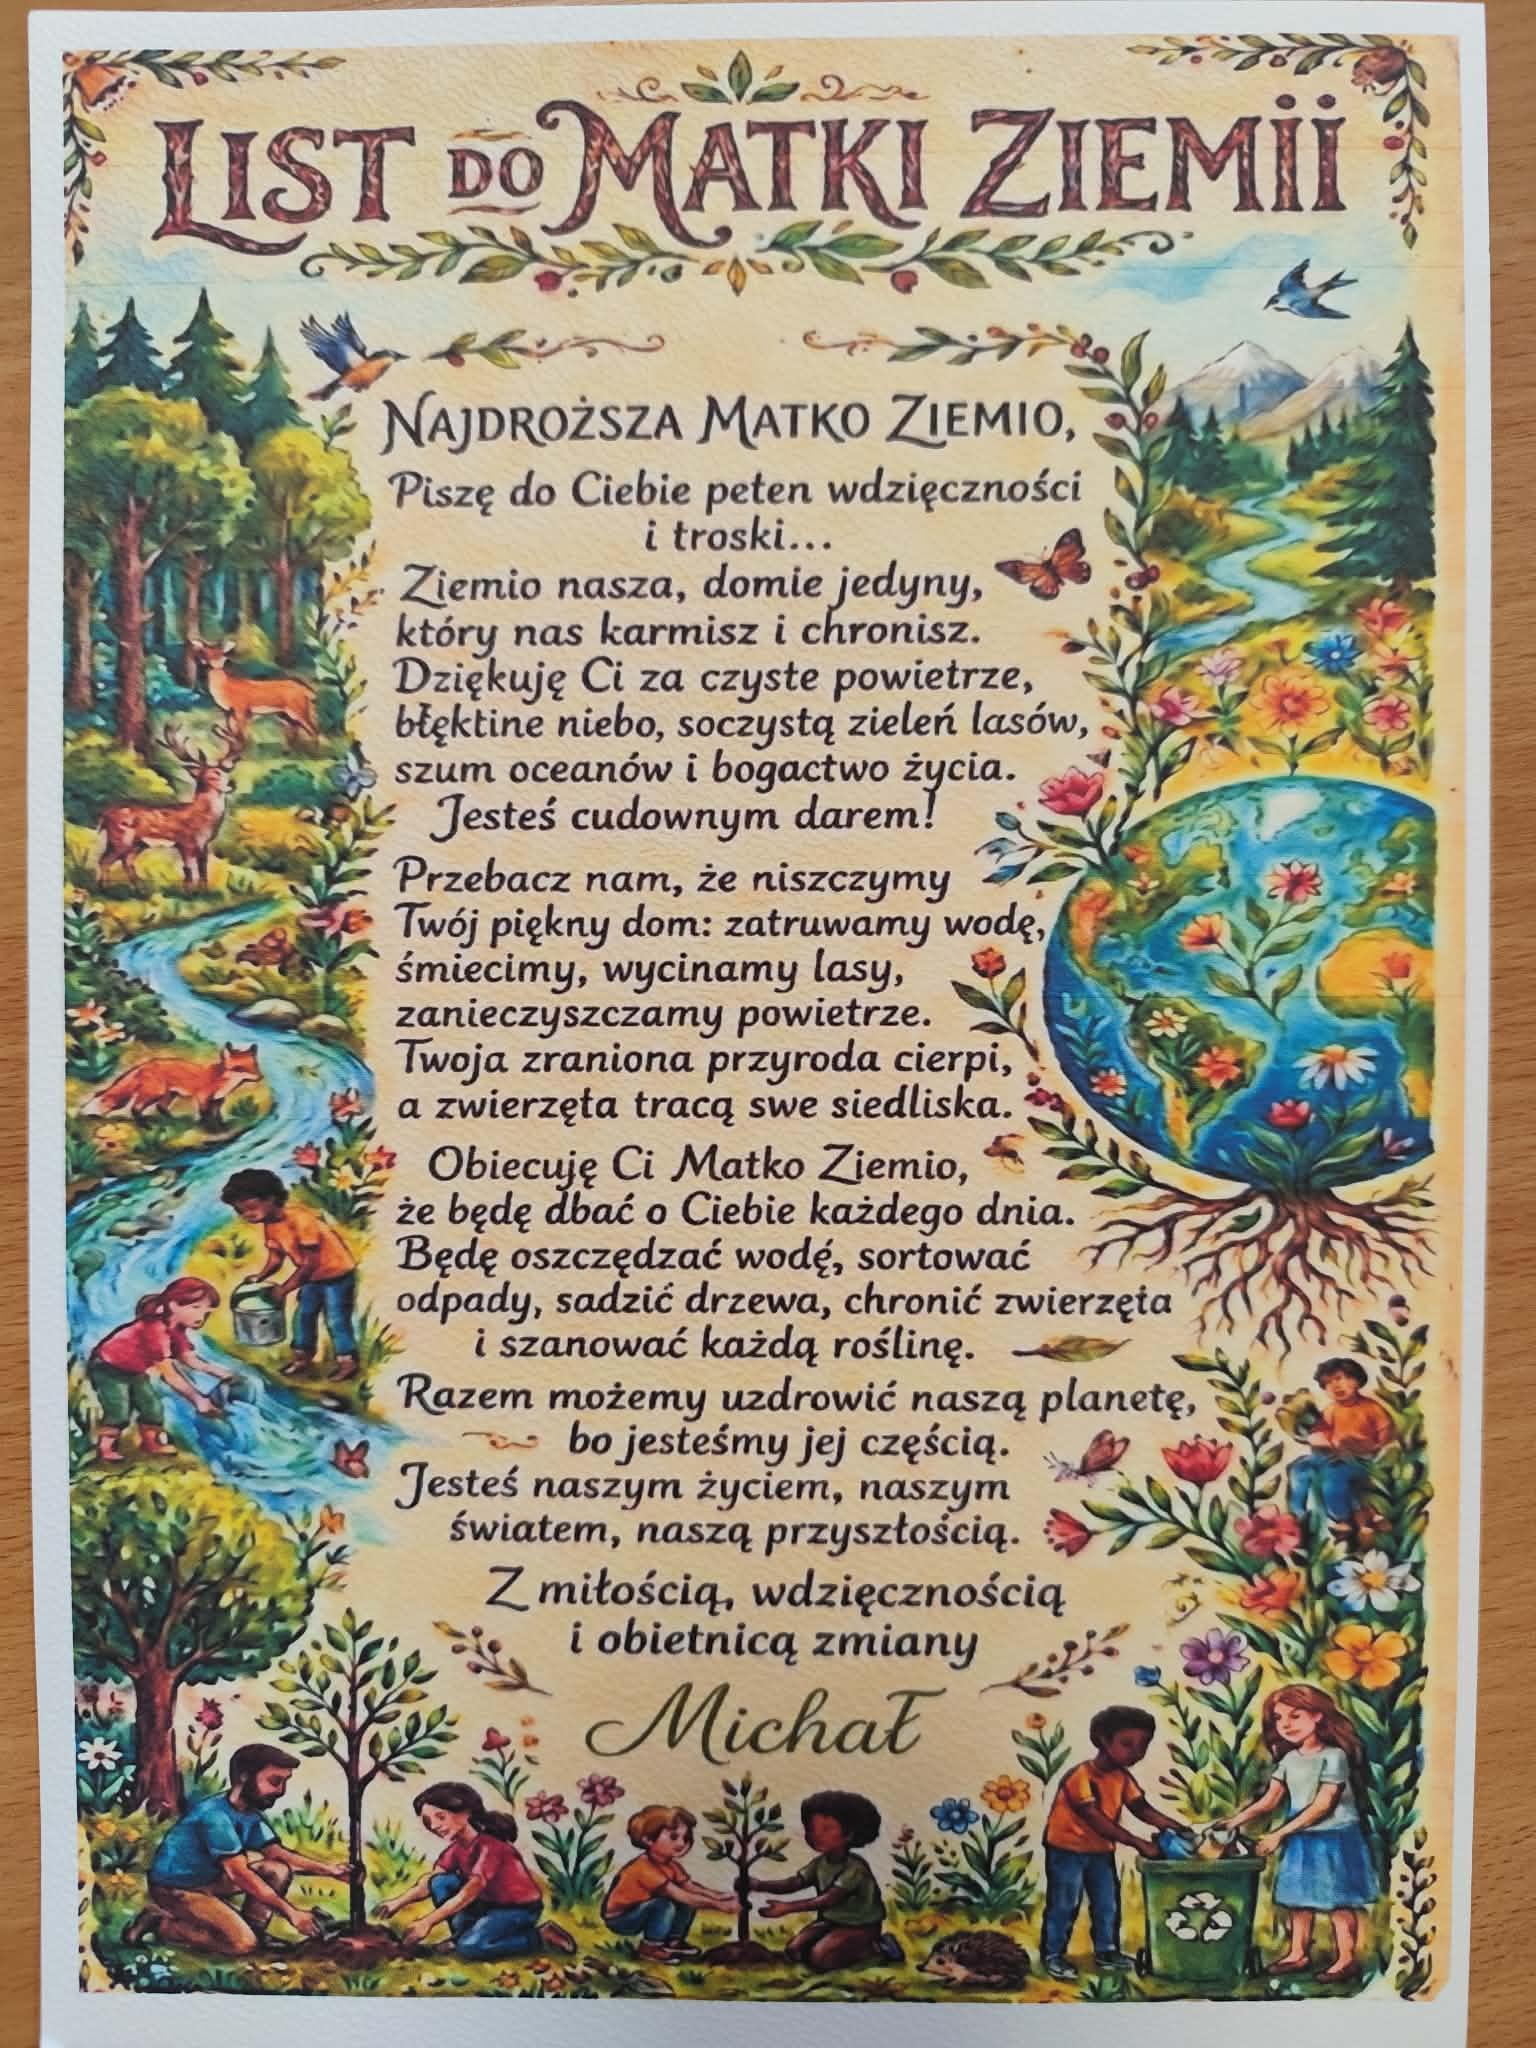 LIST DO MATKI ZIEMII
NAJDROŻSZA MATKO ZIEMIO,
Piszę do Ciebie peten wdzięczności
i troski...
Ziemio nasza, domie jedyny,
który nas karmisz i chronisz.
Dziękuję Ci za czyste powietrze,
błęktine niebo, soczystą zieleń lasów,
szum oceanów i bogactwo życia.
Jesteś cudownym darem!
Przebacz nam, że niszczymy
Twój piękny dom: zatruwamy wodę,
śmiecimy, wycinamy lasy,
zanieczyszczamy powietrze.
Twoja zraniona przyroda cierpi,
a zwierzęta tracą swe siedliska.
Obiecuję Ci Matko Ziemio,
że będę dbać o Ciebie każdego dnia.
Będę oszczędzać wodę, sortować
odpady, sadzić drzewa, chronić zwierzęta
i szanować każdą roślinę.
Razem możemy uzdrowić naszą planetę,
bo jesteśmy jej częścią.
Jesteś naszym życiem, naszym
światem, naszą przyszłością.
Z miłością, wdzięcznością
i obietnicą zmiany
Michał